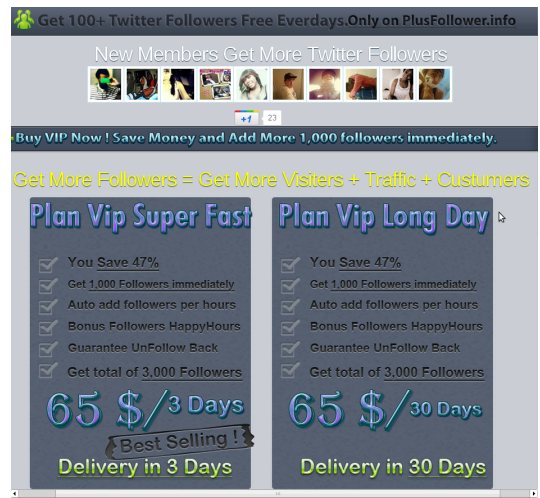 Get 100+ Twitter Followers Free Everdays.Only on PlusFollower.info
New Members Get More Twitter Followers
+1 23
Buy VIP Now ! Save Money and Add More 1,000 followers immediately.
Get More Followers = Get More Visiters + Traffic + Custumers
Plan Vip Super Fast
You Save 47%
Get 1,000 Followers immediately
Auto add followers per hours
Bonus Followers HappyHours
Guarantee UnFollow Back
Get total of 3,000 Followers
65 $/3 Days
Best Selling !
Delivery in 3 Days
Plan Vip Long Day
You Save 47%
Get 1,000 Followers immediately
Auto add followers per hours
Bonus Followers HappyHours
Guarantee UnFollow Back
Get total of 3,000 Followers
65 $/30 Days
Delivery in 30 Days